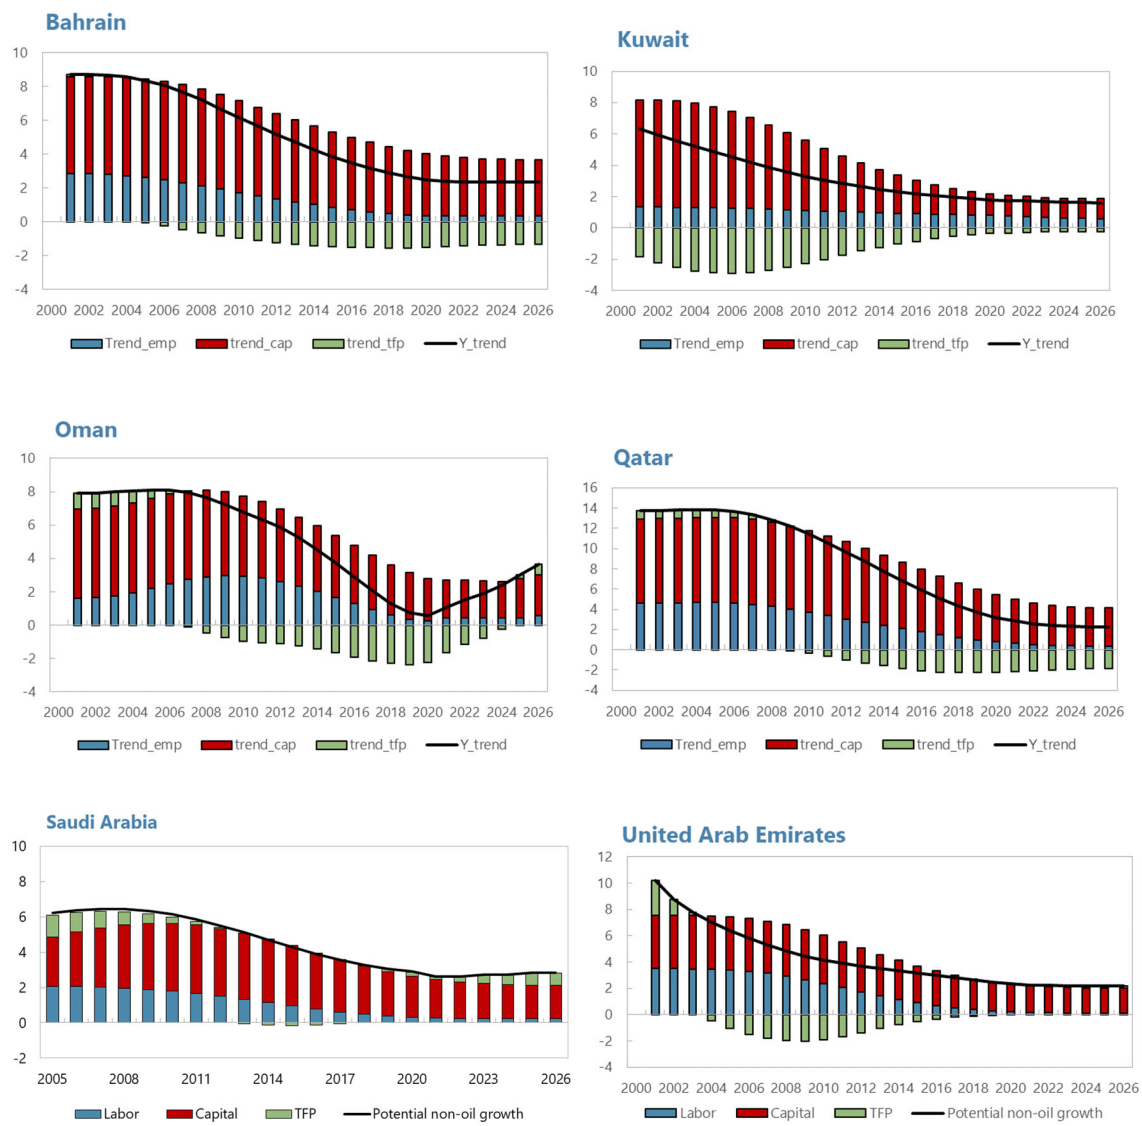 Bahrain
10
8
6
4
2
0
-2
-4
2000 2002 2004 2006 2008 2010 2012 2014 2016 2018 2020 2022 2024 2026
Trend_emp trend_cap trend_tfp Y_trend
Kuwait
10
8
6
4
2
0
-2
-4
2000 2002 2004 2006 2008 2010 2012 2014 2016 2018 2020 2022 2024 2026
Trend_emp trend_cap trend_tfp Y_trend
Oman
10
8
6
4
2
0
-2
-4
2000 2002 2004 2006 2008 2010 2012 2014 2016 2018 2020 2022 2024 2026
Trend_emp trend_cap trend_tfp Y_trend
Qatar
16
14
12
10
8
6
4
2
0
-2
-4
2000 2002 2004 2006 2008 2010 2012 2014 2016 2018 2020 2022 2024 2026
Trend_emp trend_cap trend_tfp Y_trend
Saudi Arabia
10
8
6
4
2
0
-2
2005 2008 2011 2014 2017 2020 2023 2026
Labor Capital TFP Potential non-oil growth
United Arab Emirates
12
10
8
6
4
2
0
-2
-4
2000 2002 2004 2006 2008 2010 2012 2014 2016 2018 2020 2022 2024 2026
Labor Capital TFP Potential non-oil growth